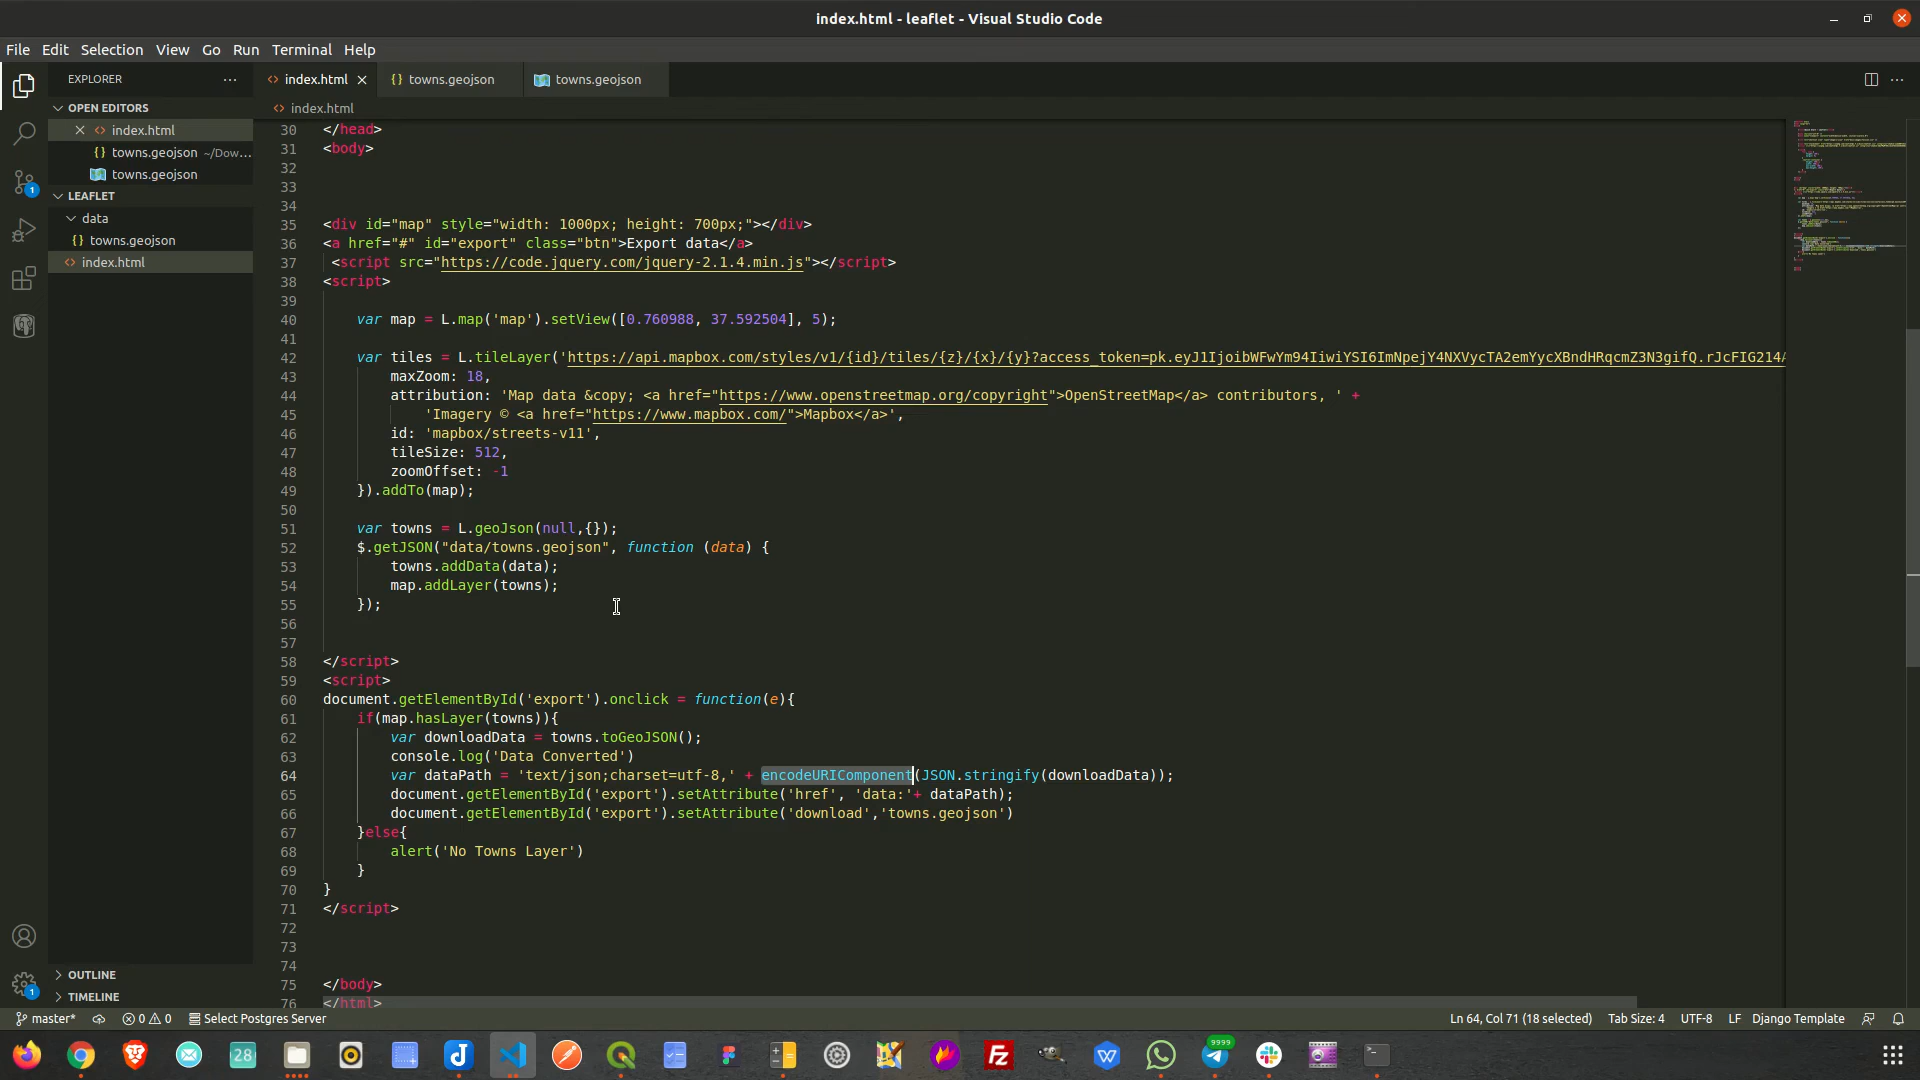 index.html - leaflet - Visual Studio Code
File Edit Selection View Go Run Terminal Help
EXPLORER
index.html
towns.geojson
towns.geojson
OPEN EDITORS
index.html
towns.geojson ~/Dow...
towns.geojson
LEAFLET
data
towns.geojson
index.html
index.html
30 </head>
31 <body>
32
33
34
35 <div id="map" style="width: 1000px; height: 700px;"></div>
36 <a href="#" id="export" class="btn">Export data</a>
37 <script src="https://code.jquery.com/jquery-2.1.4.min.js"></script>
38 <script>
39
40 var map = L.map('map').setView([0.760988, 37.592504], 5);
41
42 var tiles = L.tileLayer('https://api.mapbox.com/styles/v1/{id}/tiles/{z}/{x}/{y}?access_token=
43 maxZoom: 18,
44 attribution: 'Map data &copy; <a href="https://www.openstreetmap.org/copyright">OpenStreetMap</a> contributors, ' +
45 'Imagery © <a href="https://www.mapbox.com/">Mapbox</a>',
46 id: 'mapbox/streets-v11',
47 tileSize: 512,
48 zoomOffset: -1
49 }).addTo(map);
50
51 var towns = L.geoJson(null,{});
52 $.getJSON("data/towns.geojson", function (data) {
53 towns.addData(data);
54 map.addLayer(towns);
55 });
56
57
58 </script>
59 <script>
60 document.getElementById('export').onclick = function(e){
61 if(map.hasLayer(towns)){
62 var downloadData = towns.toGeoJSON();
63 console.log('Data Converted')
64 var dataPath = 'text/json;charset=utf-8,' + encodeURIComponent(JSON.stringify(downloadData));
65 document.getElementById('export').setAttribute('href', 'data:'+ dataPath);
66 document.getElementById('export').setAttribute('download','towns.geojson')
67 }else{
68 alert('No Towns Layer')
69 }
70 }
71 </script>
72
73
74
75 </body>
76 </html>
OUTLINE
TIMELINE
1
1
master* 0 0 Select Postgres Server
Ln 64, Col 71 (18 selected) Tab Size: 4 UTF-8 LF Django Template
28
9999